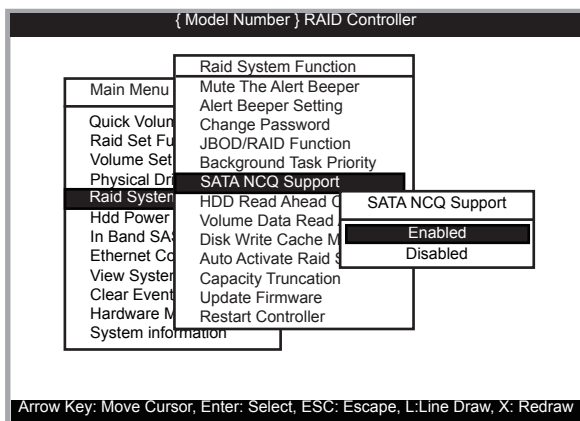 { Model Number } RAID Controller
Main Menu
Quick Volun
Raid Set Fu
Volume Set
Physical Dri
Raid System
Hdd Power
In Band SA
Ethernet Co
View System
Clear Event
Hardware M
System information
Raid System Function
Mute The Alert Beeper
Alert Beeper Setting
Change Password
JBOD/RAID Function
Background Task Priority
SATA NCQ Support
HDD Read Ahead C
Volume Data Read
Disk Write Cache M
Auto Activate Raid S
Capacity Truncation
Update Firmware
Restart Controller
SATA NCQ Support
Enabled
Disabled
Arrow Key: Move Cursor, Enter: Select, ESC: Escape, L:Line Draw, X: Redraw